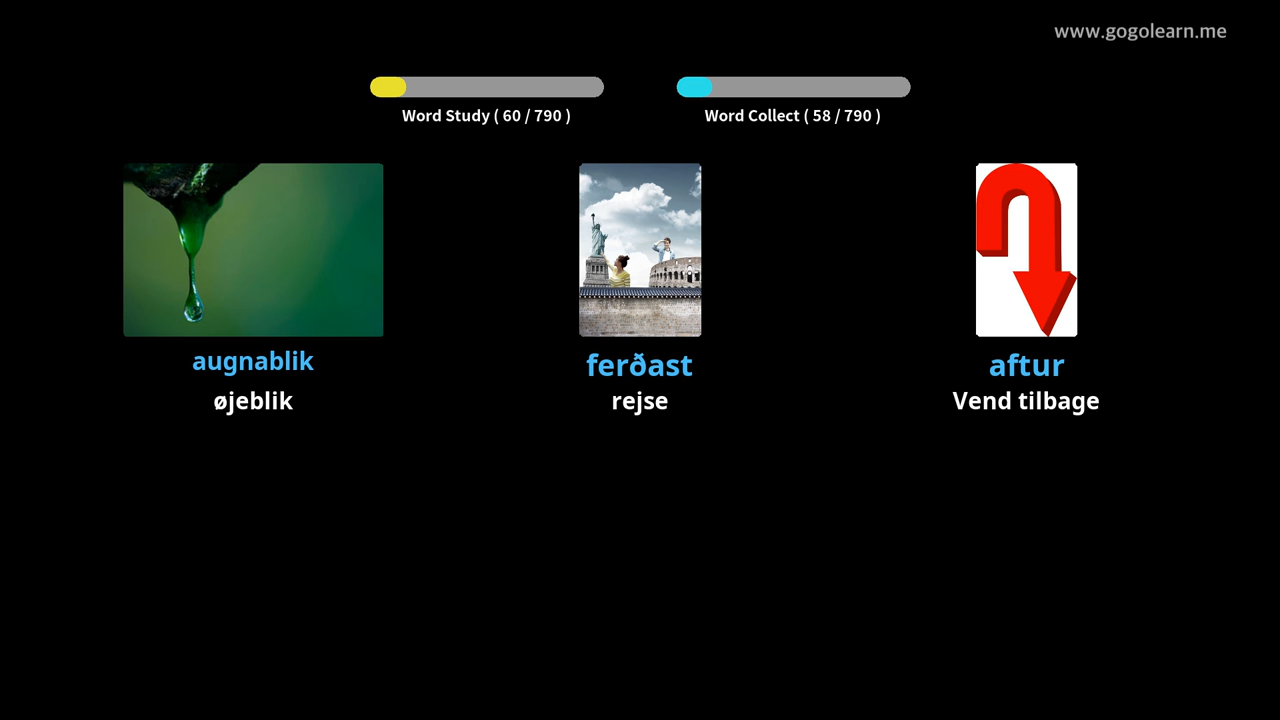 www.gogolearn.me
Word Study ( 60 / 790 )
Word Collect ( 58 / 790 )
augnablik
øjeblik
ferðast
rejse
aftur
Vend tilbage